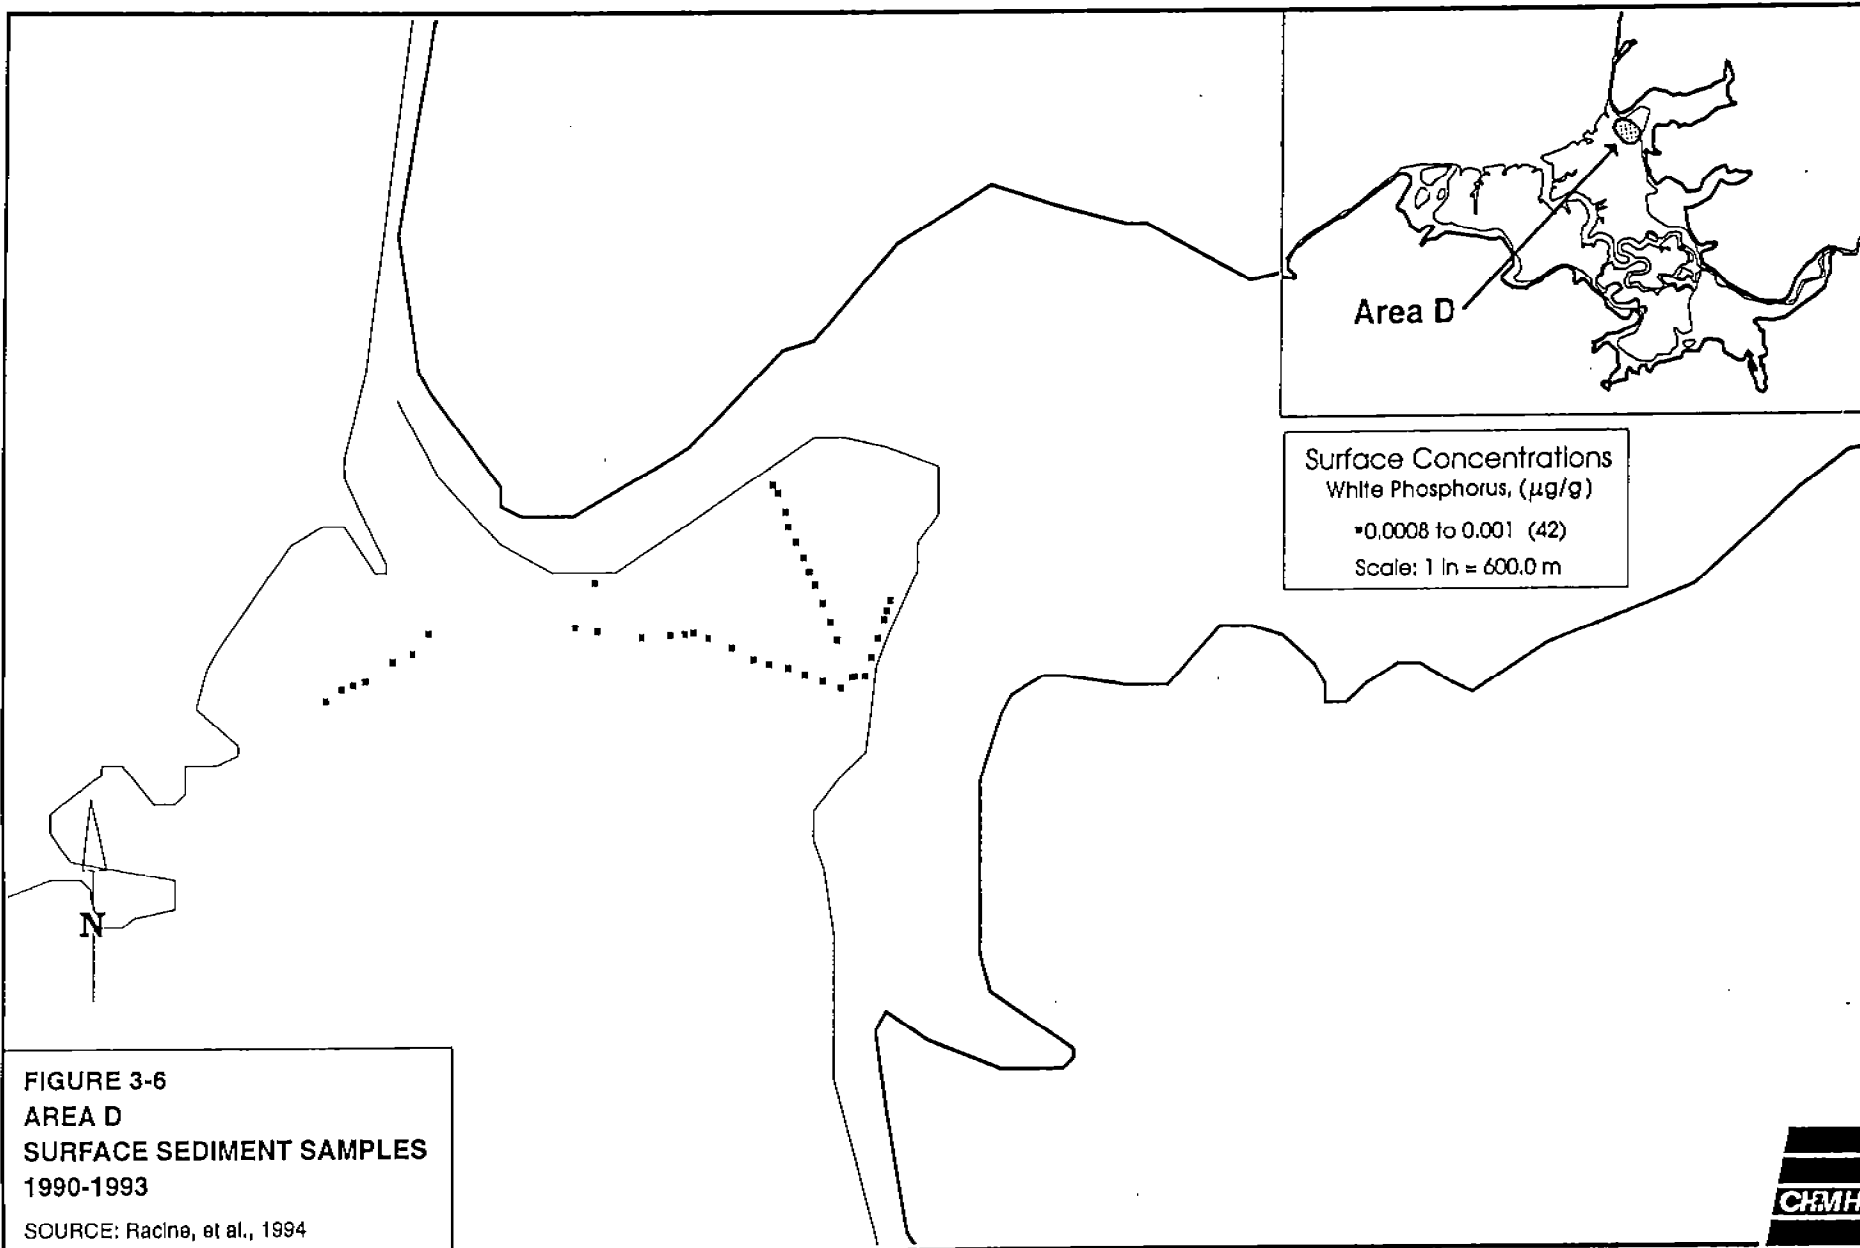 Area D
Surface Concentrations
White Phosphorus, (µg/g)
▪0.0008 to 0.001 (42)
Scale: 1 in = 600.0 m
N
FIGURE 3-6
AREA D
SURFACE SEDIMENT SAMPLES
1990-1993
SOURCE: Racine, et al., 1994